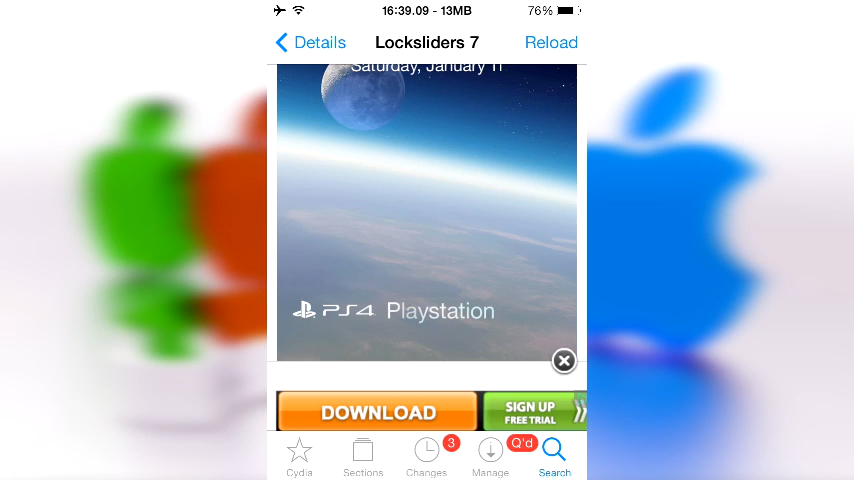 16:39.09 - 13MB
76%
Details
Locksliders 7
Reload
Saturday, January 11
PS4 Playstation
DOWNLOAD
SIGN UP
FREE TRIAL
3
Q'd
Cydia
Sections
Changes
Manage
Search